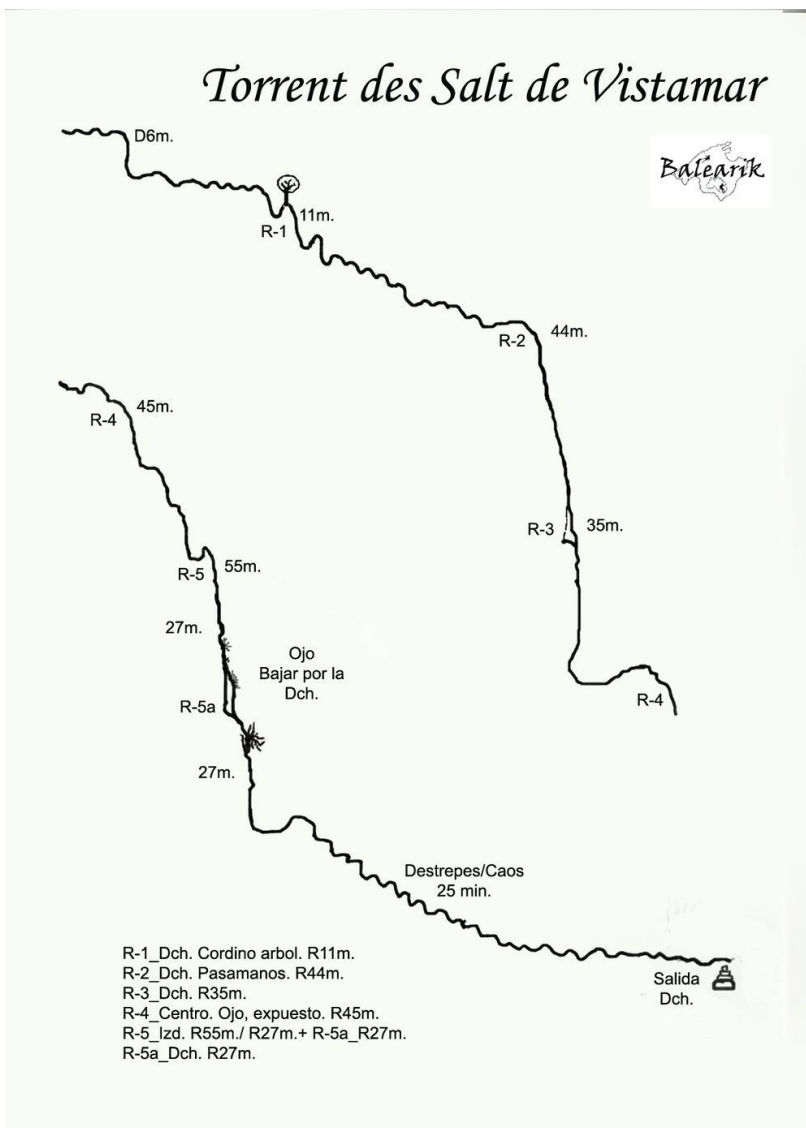 Torrent des Salt de Vistamar
Balearik
D6m.
11m.
R-1
R-2
44m.
R-3
35m.
R-4
R-4
45m.
R-5
55m.
27m.
Ojo
Bajar por la
Dch.
R-5a
27m.
Destrepes/Caos
25 min.
Salida
Dch.
R-1_Dch. Cordino arbol. R11m.
R-2_Dch. Pasamanos. R44m.
R-3_Dch. R35m.
R-4_Centro. Ojo, expuesto. R45m.
R-5_Izd. R55m./ R27m.+ R-5a_R27m.
R-5a_Dch. R27m.